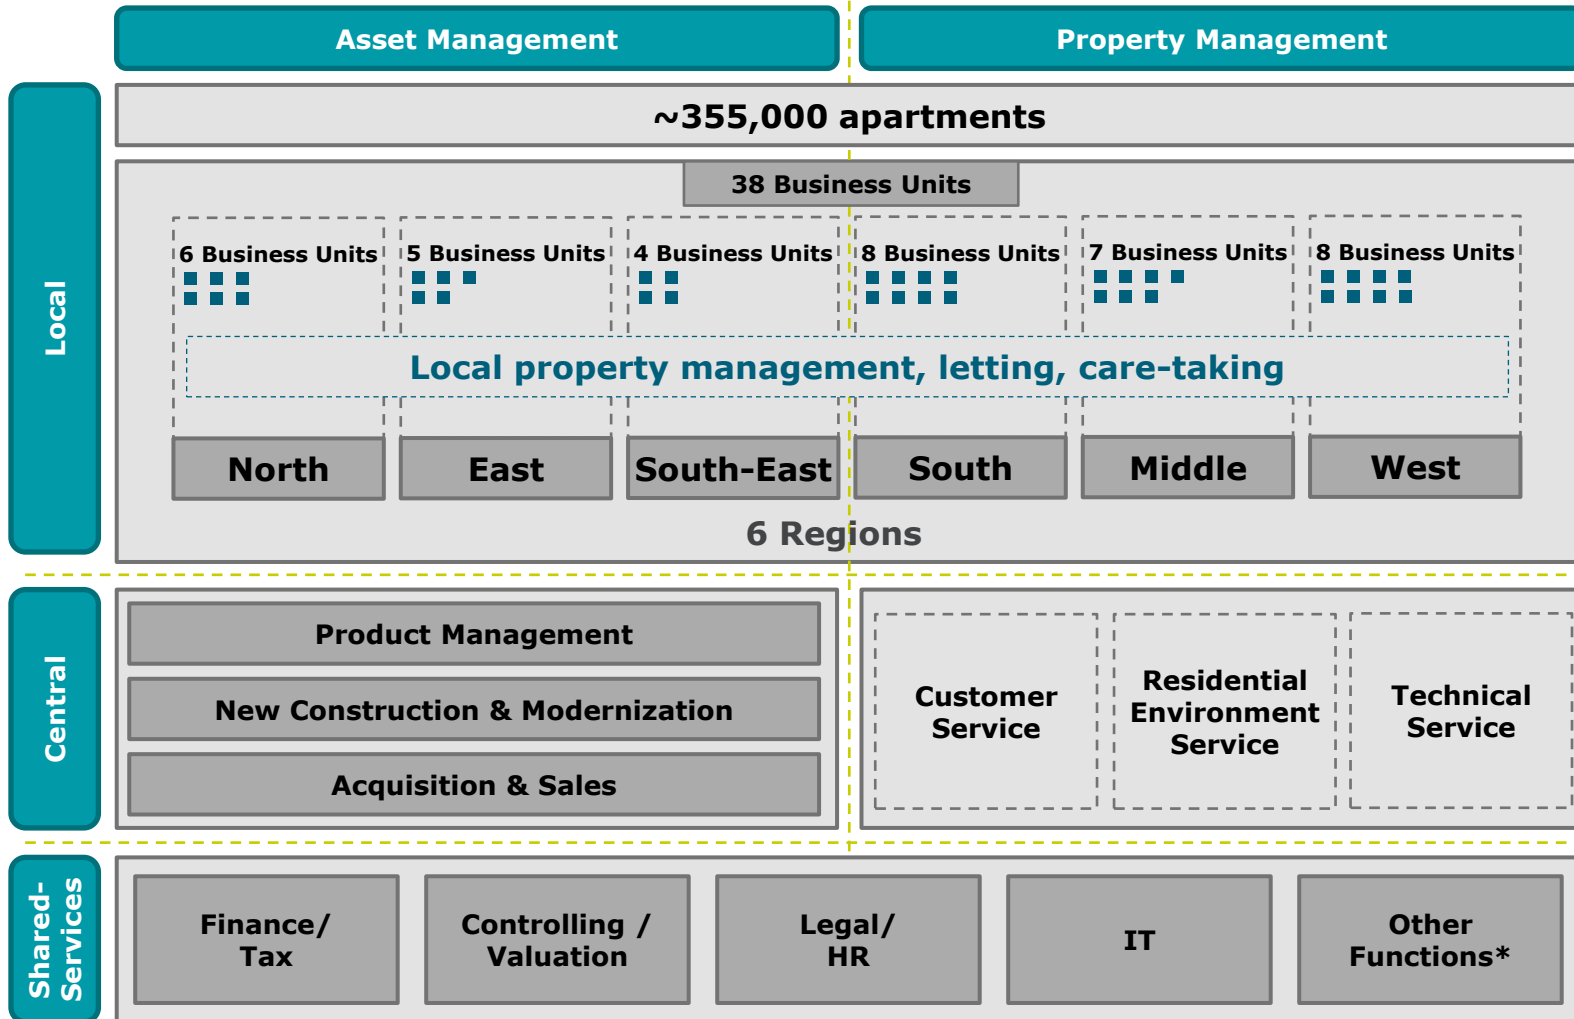 Asset Management
Property Management
Local
~355,000 apartments
38 Business Units
6 Business Units
5 Business Units
4 Business Units
8 Business Units
7 Business Units
8 Business Units
Local property management, letting, care-taking
North
East
South-East
South
Middle
West
6 Regions
Central
Product Management
New Construction & Modernization
Acquisition & Sales
Customer
Service
Residential
Environment
Service
Technical
Service
Shared-
Services
Finance/
Tax
Controlling /
Valuation
Legal/
HR
IT
Other
Functions*